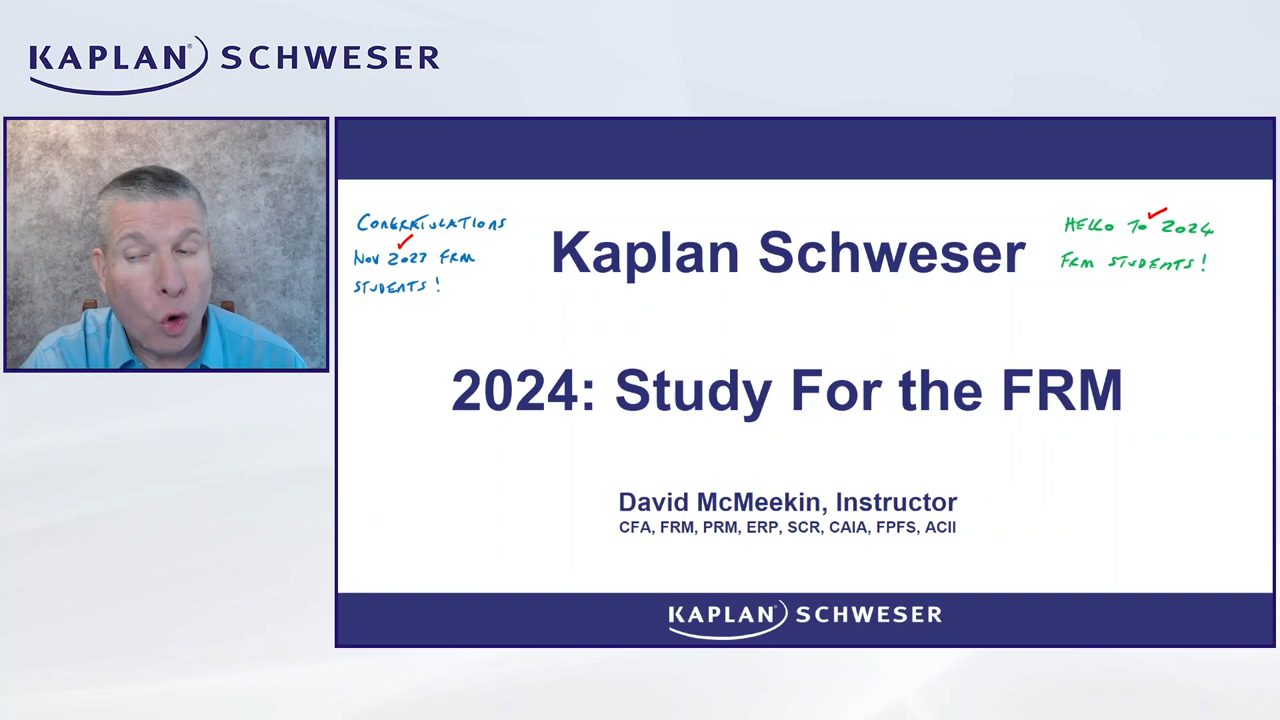 KAPLAN SCHWESER
CONGRATULATIONS
NOV 2023 FRM
STUDENTS!
Kaplan Schweser
HELLO TO 2024
FRM STUDENTS!
2024: Study For the FRM
David McMeekin, Instructor
CFA, FRM, PRM, ERP, SCR, CAIA, FPFS, ACII
KAPLAN SCHWESER